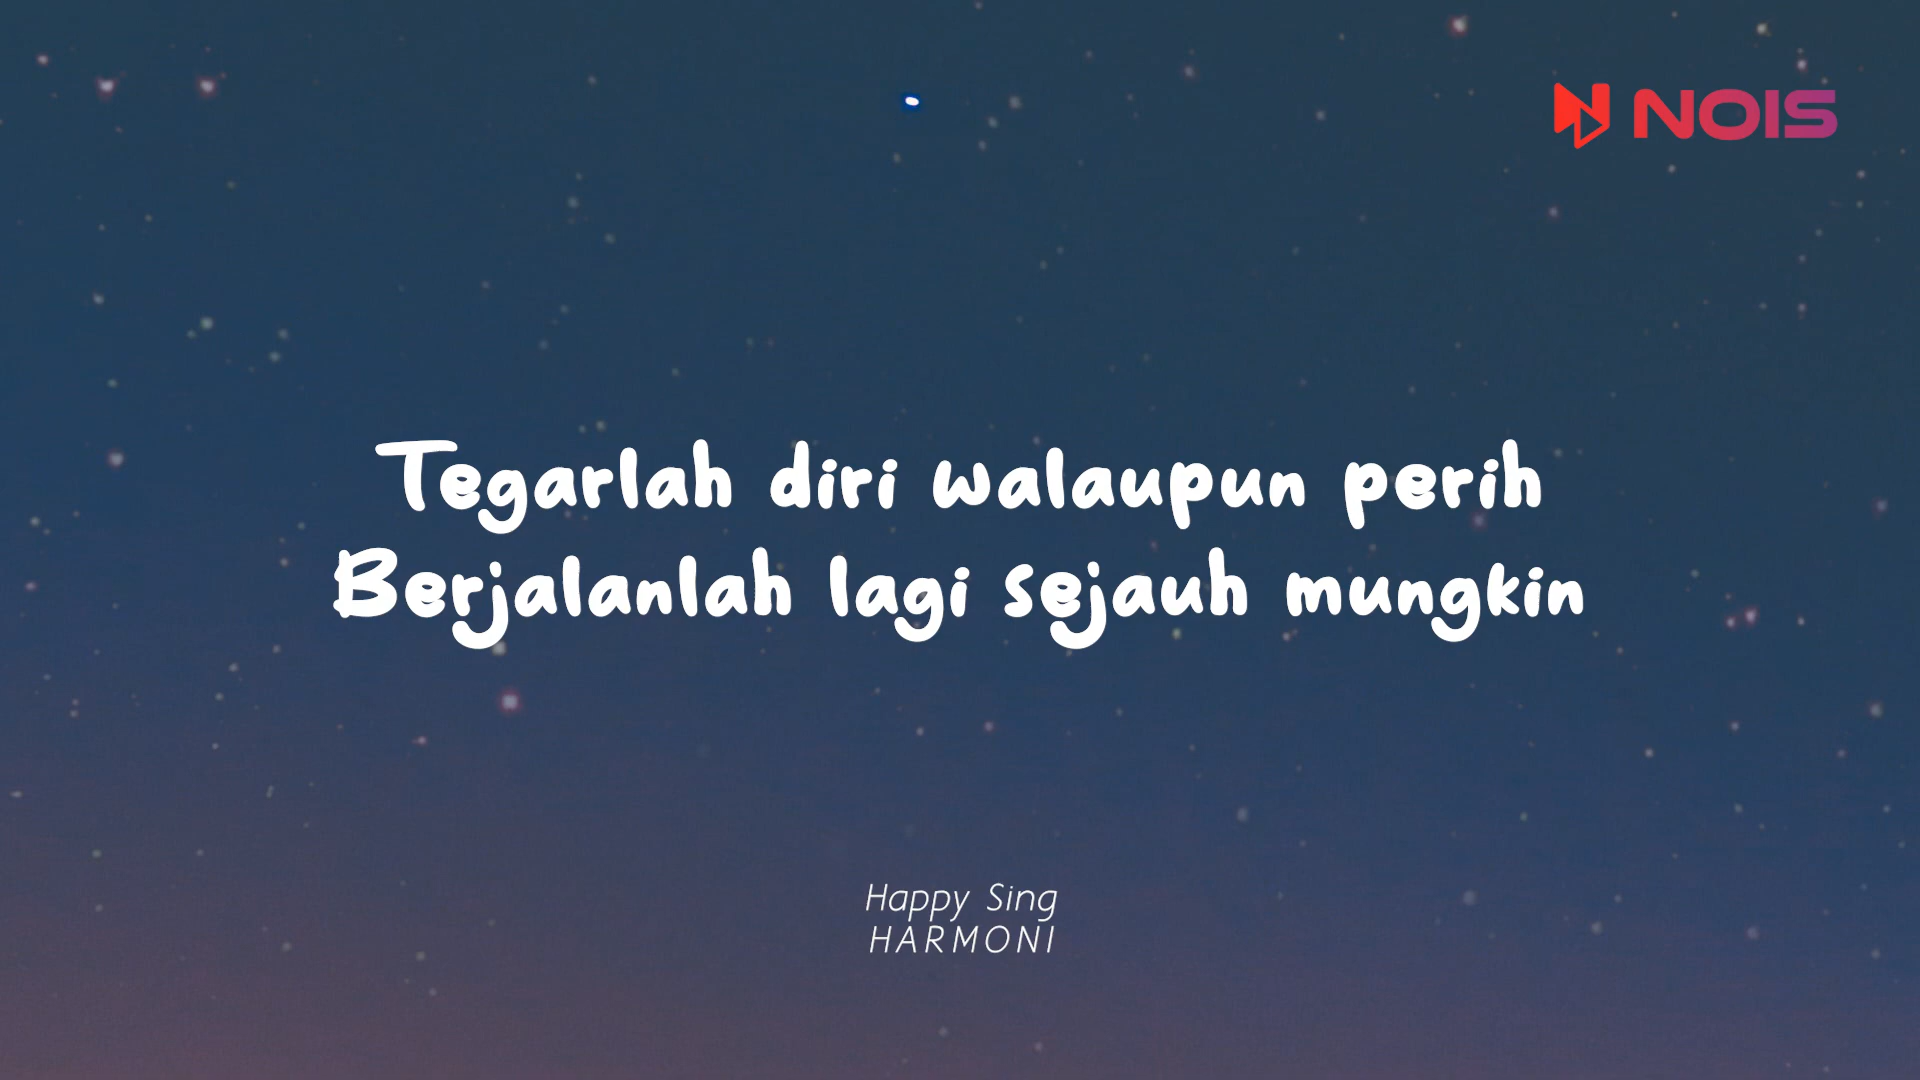 NOIS
Tegarlah diri walaupun perih
Berjalanlah lagi sejauh mungkin
Happy Sing
HARMONI